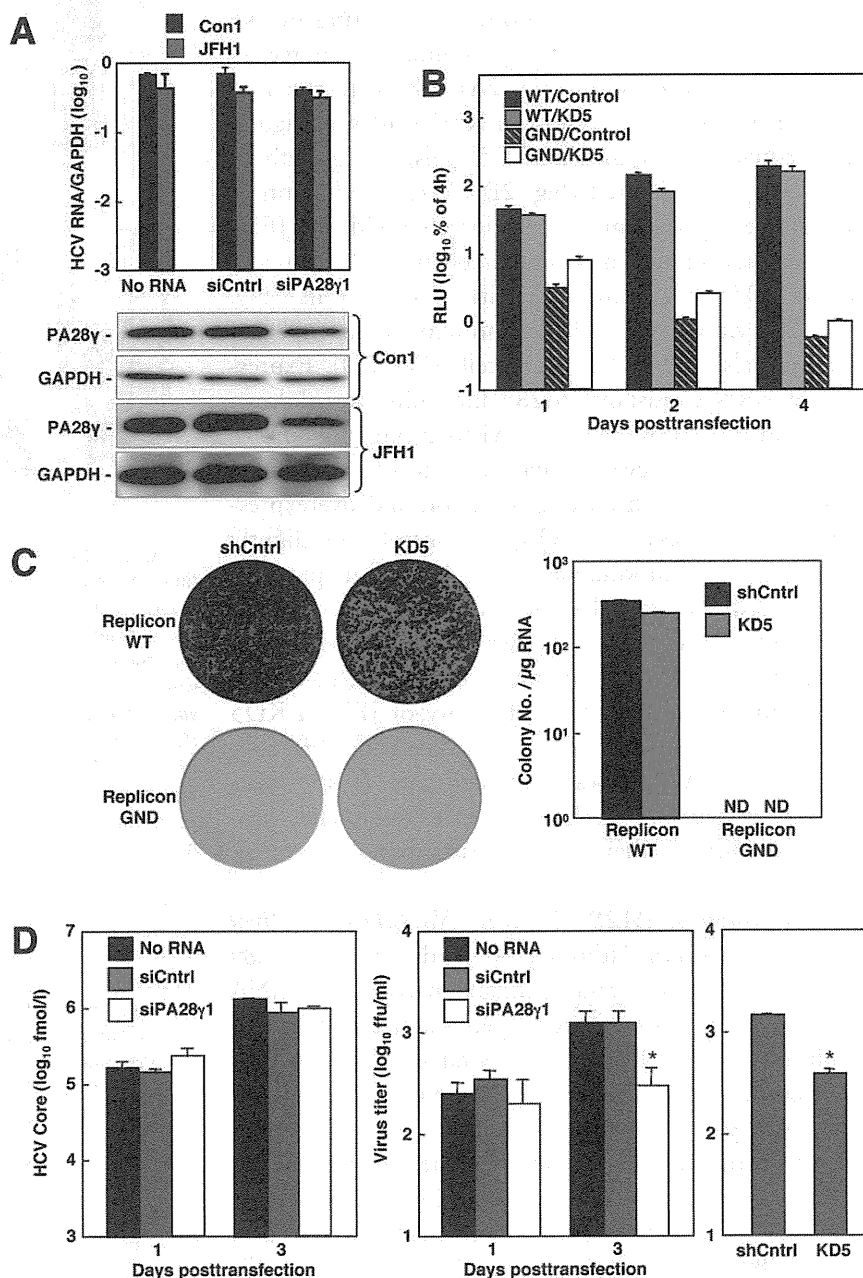 A
Con1
JFH1
HCV RNA/GAPDH (log10)
-0
-1
-2
-3
No RNA siCntrl siPA28γ1
PA28γ -
GAPDH -
Con1
PA28γ -
GAPDH -
JFH1
B
WT/Control
WT/KD5
GND/Control
GND/KD5
RLU (log10 % of 4h)
3
2
1
0
-1
1 2 4
Days posttransfection
C
shCntrl KD5
Replicon
WT
Replicon
GND
Colony No. / µg RNA
10³
10²
10¹
10⁰
shCntrl
KD5
ND ND
Replicon
WT
Replicon
GND
D
HCV Core (log10 fmol/l)
7
6
5
4
3
No RNA
siCntrl
siPA28γ1
1 3
Days posttransfection
Virus titer (log10 ffu/ml)
4
3
2
1
No RNA
siCntrl
siPA28γ1
*
1 3
Days posttransfection
4
3
2
1
*
shCntrl KD5